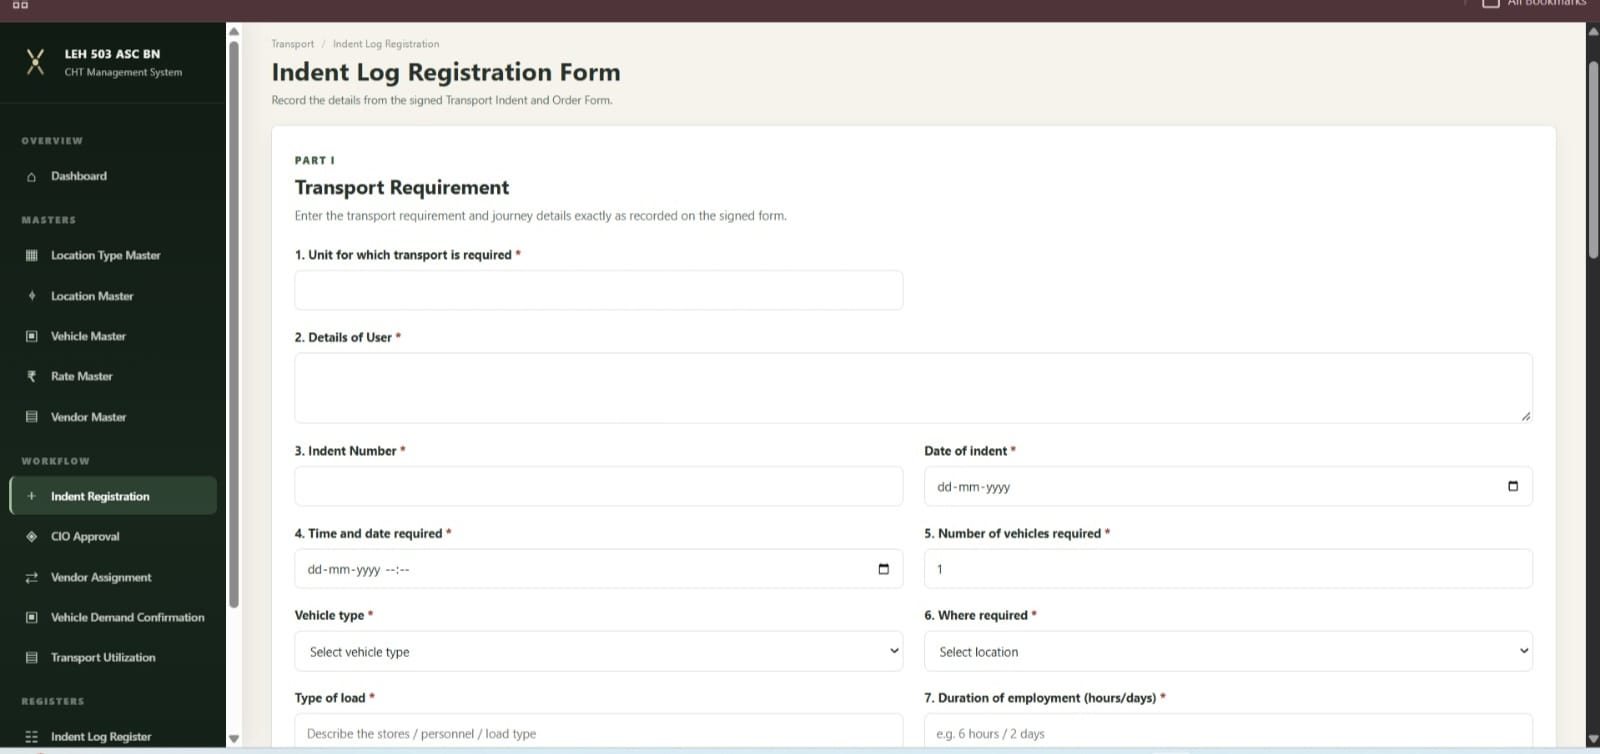 All Bookmarks
LEH 503 ASC BN
CHT Management System
OVERVIEW
Dashboard
MASTERS
Location Type Master
Location Master
Vehicle Master
₹ Rate Master
Vendor Master
WORKFLOW
+ Indent Registration
CIO Approval
Vendor Assignment
Vehicle Demand Confirmation
Transport Utilization
REGISTERS
Indent Log Register
Transport / Indent Log Registration
Indent Log Registration Form
Record the details from the signed Transport Indent and Order Form.
PART I
Transport Requirement
Enter the transport requirement and journey details exactly as recorded on the signed form.
1. Unit for which transport is required *
2. Details of User *
3. Indent Number *
Date of indent *
dd-mm-yyyy
4. Time and date required *
dd-mm-yyyy --:--
5. Number of vehicles required *
1
Vehicle type *
Select vehicle type
6. Where required *
Select location
Type of load *
Describe the stores / personnel / load type
7. Duration of employment (hours/days) *
e.g. 6 hours / 2 days